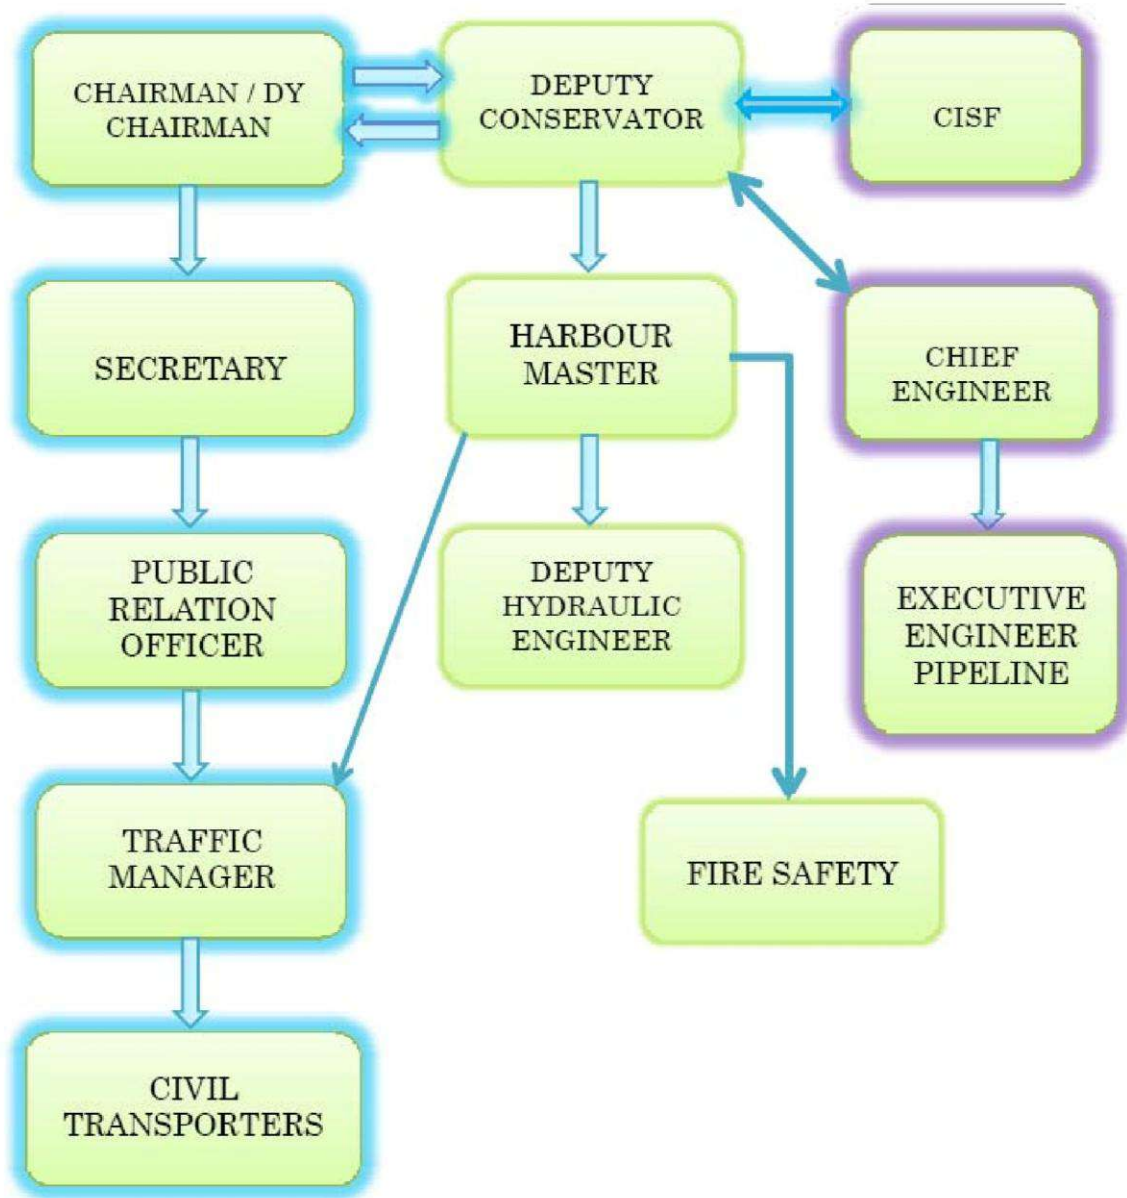 CHAIRMAN / DY
CHAIRMAN
DEPUTY
CONSERVATOR
CISF
SECRETARY
HARBOUR
MASTER
CHIEF
ENGINEER
PUBLIC
RELATION
OFFICER
DEPUTY
HYDRAULIC
ENGINEER
EXECUTIVE
ENGINEER
PIPELINE
TRAFFIC
MANAGER
FIRE SAFETY
CIVIL
TRANSPORTERS